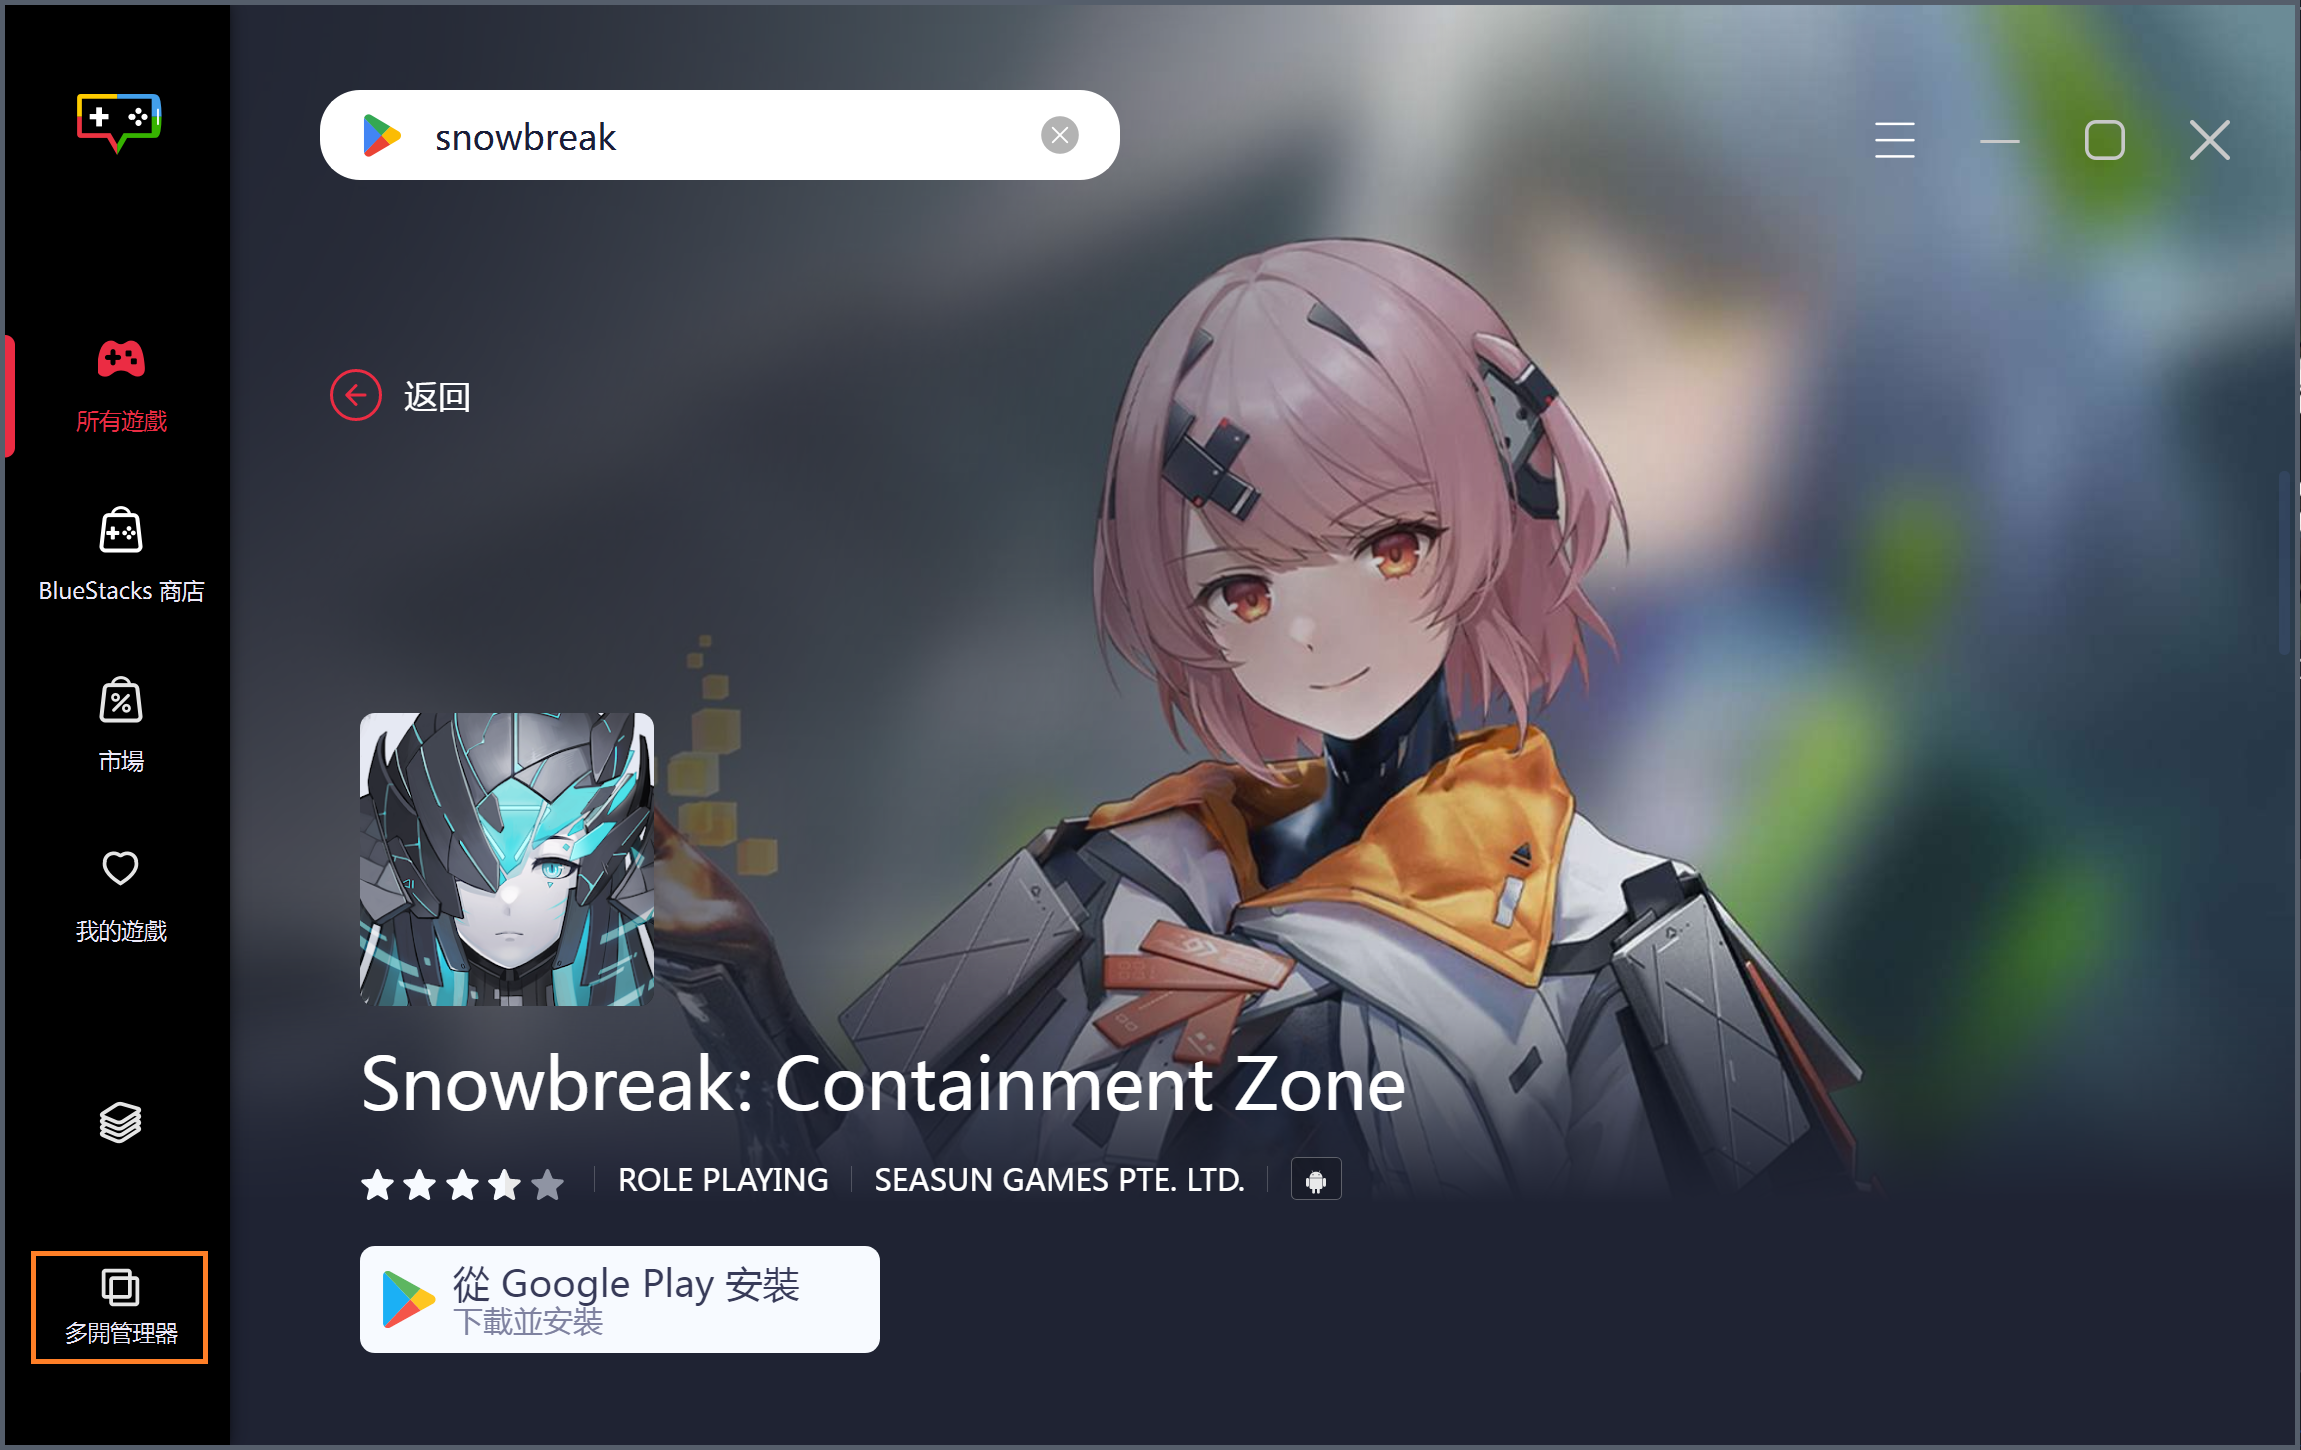 snowbreak
所有遊戲
返回
BlueStacks 商店
市場
我的遊戲
Snowbreak: Containment Zone
ROLE PLAYING
SEASUN GAMES PTE. LTD.
從 Google Play 安裝
下載並安裝
多開管理器